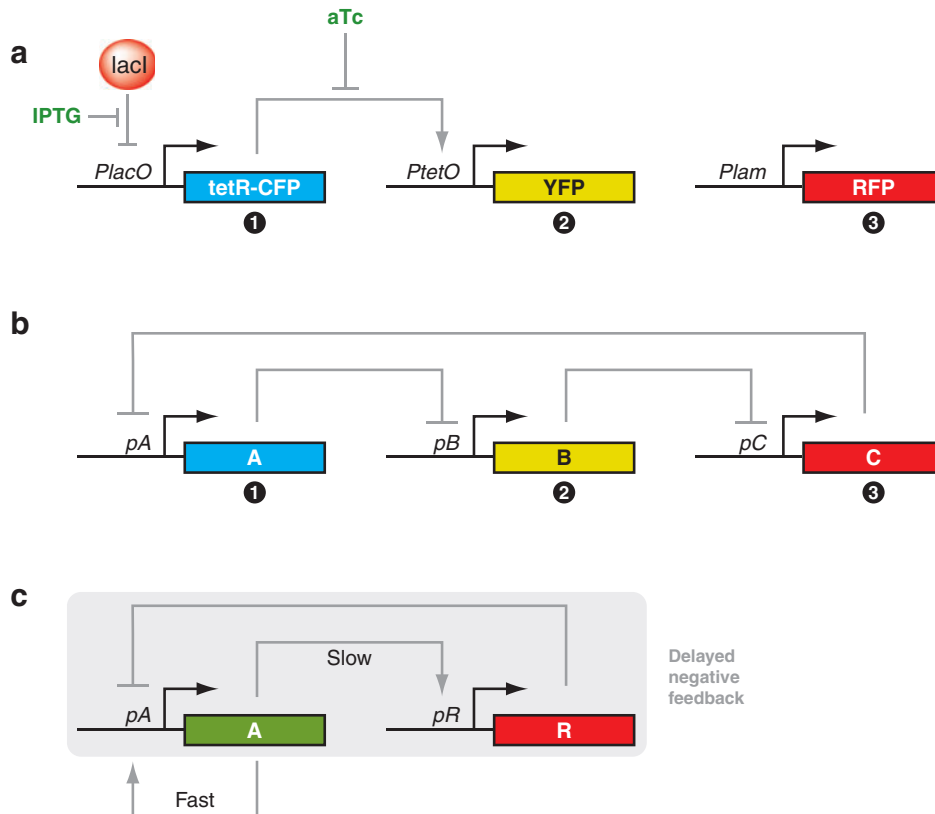 a
aTc
lacI
IPTG
PlacO
tetR-CFP
PtetO
YFP
Plam
RFP
1
2
3
b
pA
A
pB
B
pC
C
1
2
3
c
Slow
pA
A
pR
R
Delayed
negative
feedback
Fast